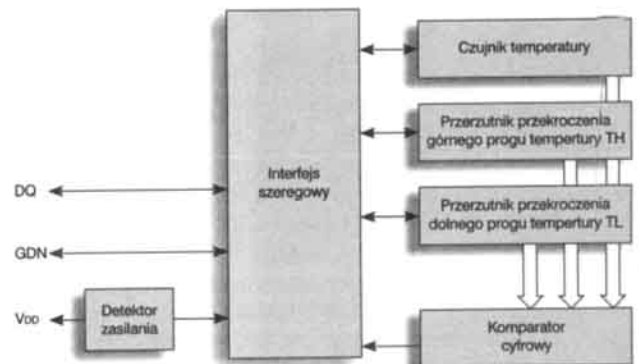 Czujnik temperatury
Przerzutnik przekroczenia
górnego progu tempertury TH
Interfejs
szeregowy
Przerzutnik przekroczenia
dolnego progu tempertury TL
DQ
GDN
VDD
Detektor
zasilania
Komparator
cyfrowy